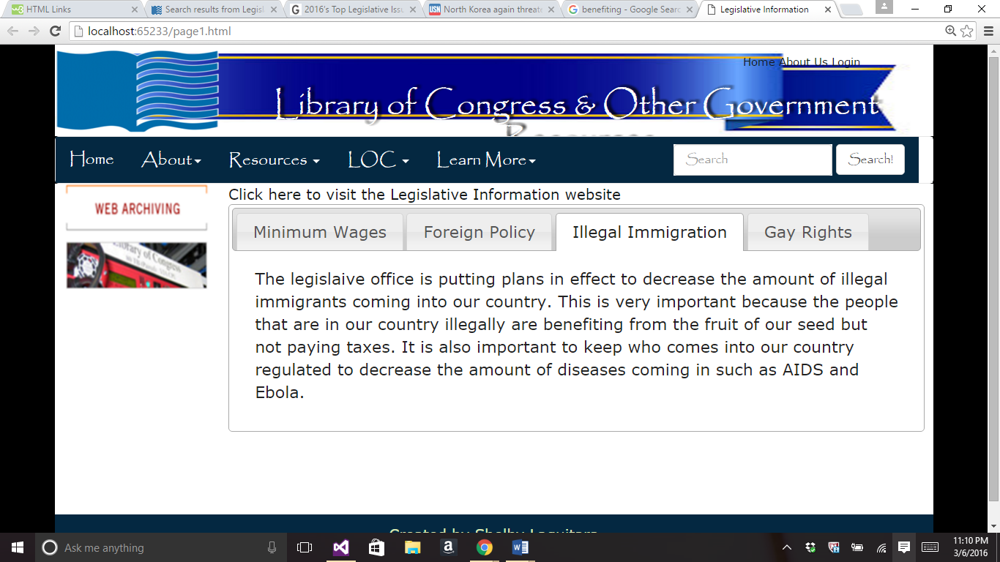 HTML Links
Search results from Legisl
2016's Top Legislative Issu
North Korea again threate
benefiting - Google Searc
Legislative Information
localhost:65233/page1.html
Home About Us Login
Library of Congress & Other Government
Resources
Home About Resources LOC Learn More Search Search!
WEB ARCHIVING
Library of Congress
Click here to visit the Legislative Information website
Minimum Wages Foreign Policy Illegal Immigration Gay Rights
The legislaive office is putting plans in effect to decrease the amount of illegal
immigrants coming into our country. This is very important because the people
that are in our country illegally are benefiting from the fruit of our seed but
not paying taxes. It is also important to keep who comes into our country
regulated to decrease the amount of diseases coming in such as AIDS and
Ebola.
Created by Shelby
Ask me anything
11:10 PM
3/6/2016